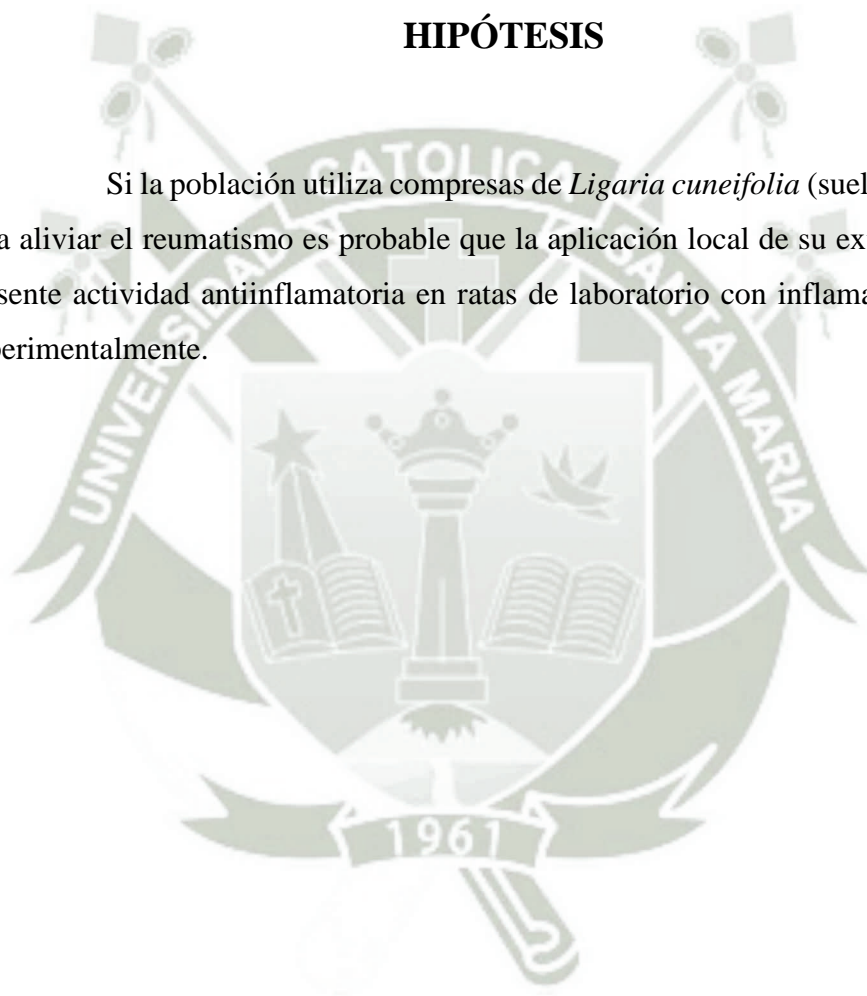 HIPÓTESIS
Si la población utiliza compresas de Ligaria cuneifolia (suel
a aliviar el reumatismo es probable que la aplicación local de su ex
sente actividad antiinflamatoria en ratas de laboratorio con inflama
perimentalmente.
UNIVERSIDAD CATOLICA SANTA MARIA
1961